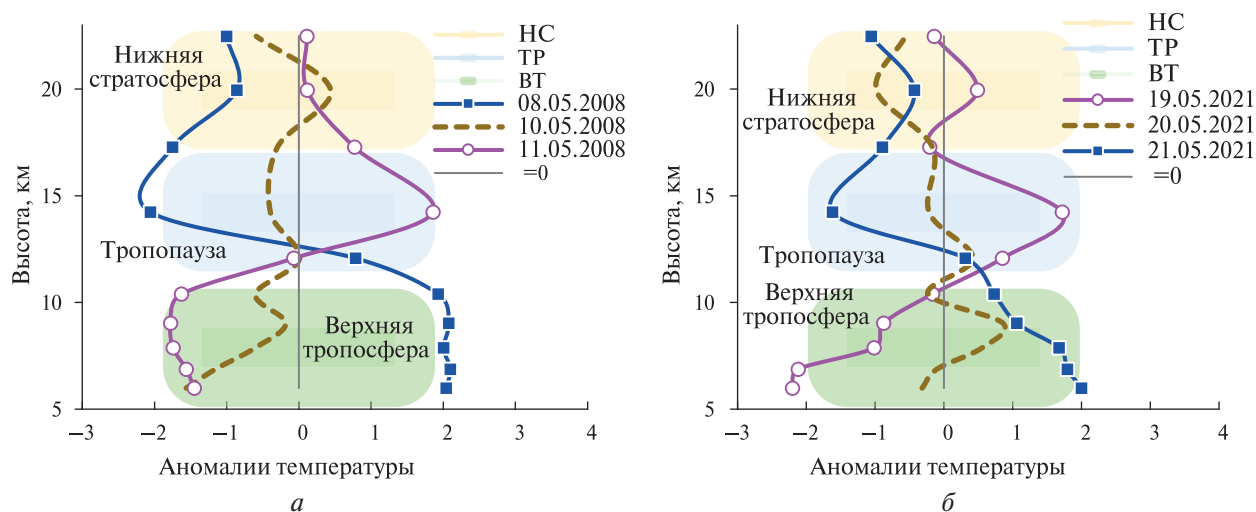 Нижняя
стратосфера
Тропопауза
Верхняя
тропосфера
НС
ТР
ВТ
08.05.2008
10.05.2008
11.05.2008
=0
Высота, км
20
15
10
5
−3 −2 −1 0 1 2 3 4
Аномалии температуры
а
Нижняя
стратосфера
Тропопауза
Верхняя
тропосфера
НС
ТР
ВТ
19.05.2021
20.05.2021
21.05.2021
=0
Высота, км
20
15
10
5
−3 −2 −1 0 1 2 3 4
Аномалии температуры
б